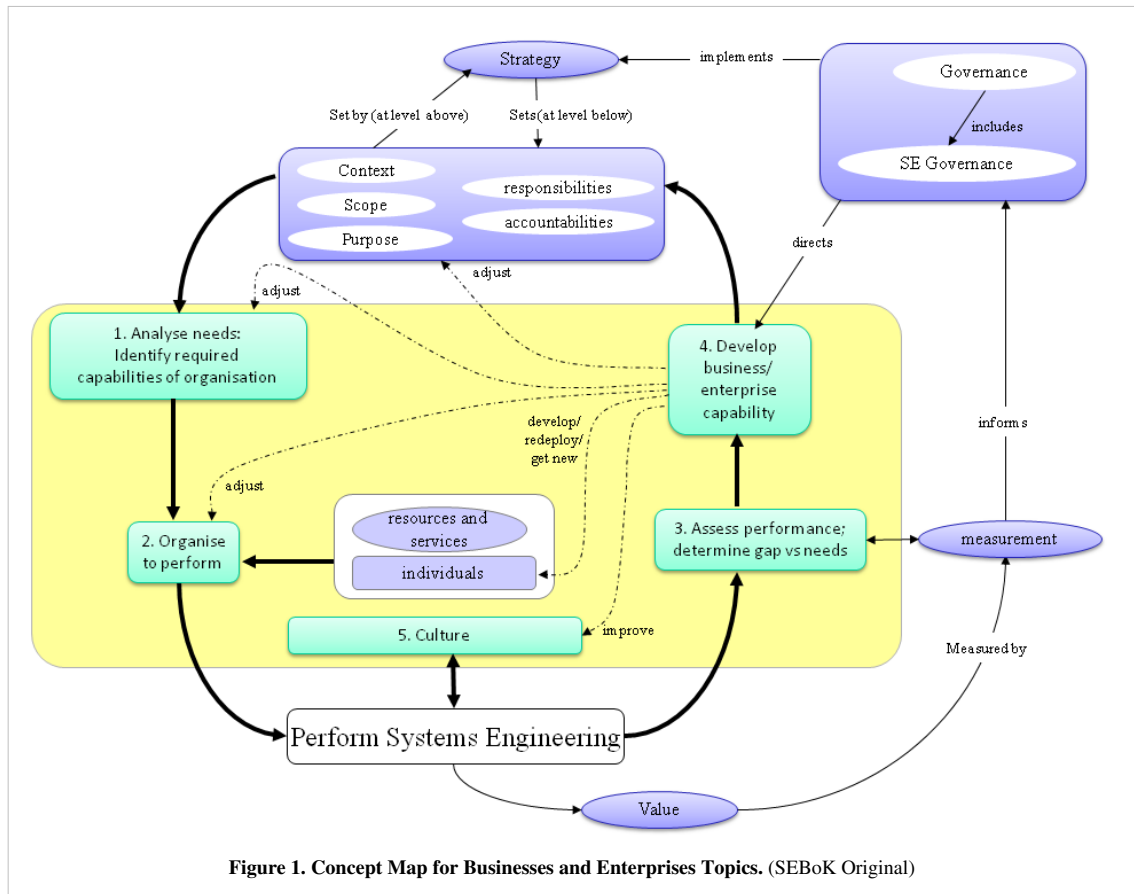 Strategy
implements
Governance
includes
SE Governance
Set by (at level above)
Sets(at level below)
Context
Scope
Purpose
responsibilities
accountabilities
directs
adjust
adjust
1. Analyse needs:
Identify required
capabilities of organisation
4. Develop
business/
enterprise
capability
develop/
redeploy/
get new
informs
adjust
resources and
services
individuals
2. Organise
to perform
3. Assess performance;
determine gap vs needs
measurement
5. Culture
improve
Measured by
Perform Systems Engineering
Value
Figure 1. Concept Map for Businesses and Enterprises Topics. (SEBoK Original)